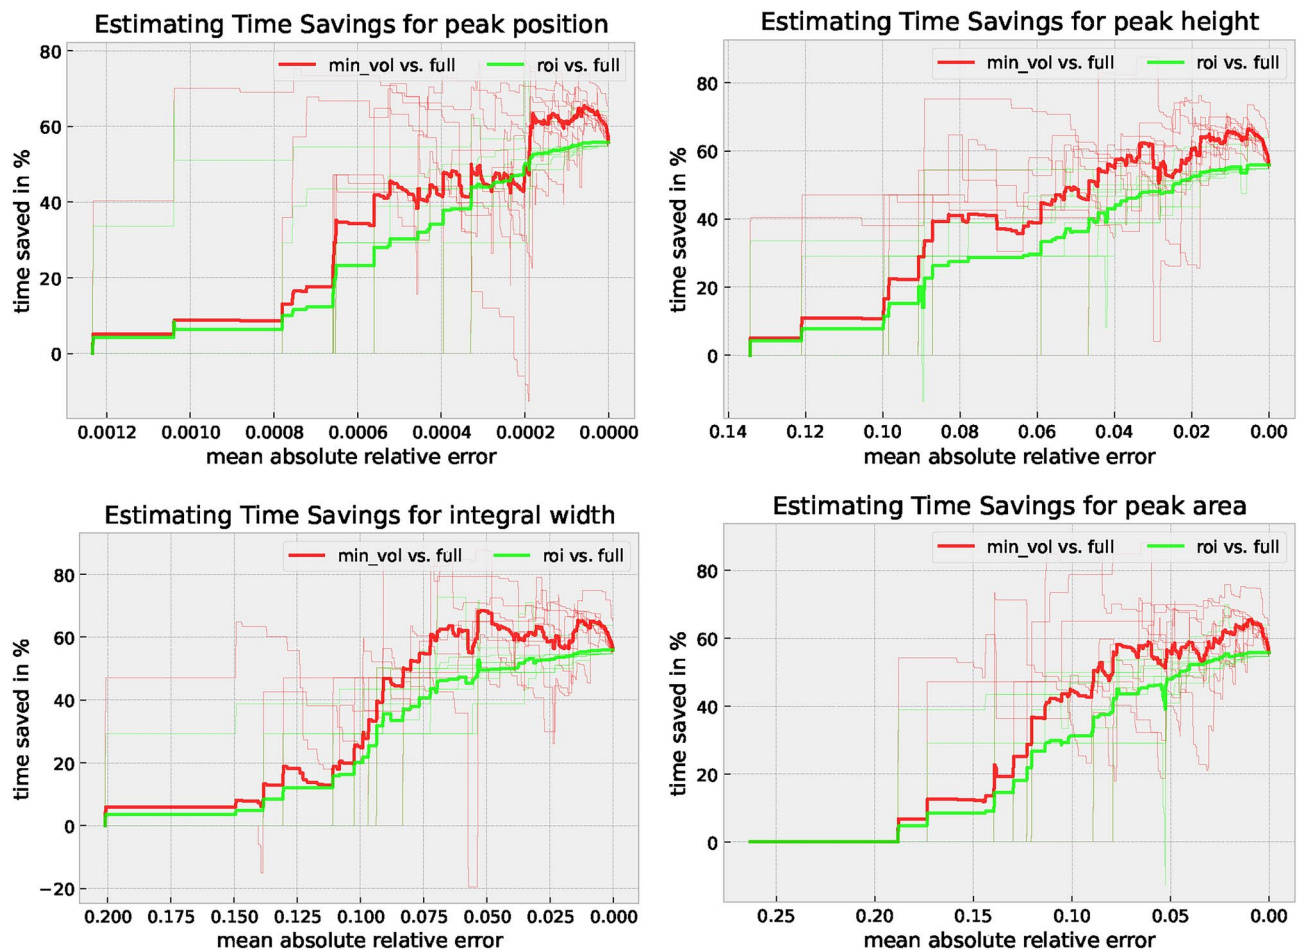 Estimating Time Savings for peak position
min_vol vs. full
roi vs. full
80
60
40
20
0
time saved in %
0.0012 0.0010 0.0008 0.0006 0.0004 0.0002 0.0000
mean absolute relative error
Estimating Time Savings for peak height
min_vol vs. full
roi vs. full
80
60
40
20
0
time saved in %
0.14 0.12 0.10 0.08 0.06 0.04 0.02 0.00
mean absolute relative error
Estimating Time Savings for integral width
min_vol vs. full
roi vs. full
80
60
40
20
0
−20
time saved in %
0.200 0.175 0.150 0.125 0.100 0.075 0.050 0.025 0.000
mean absolute relative error
Estimating Time Savings for peak area
min_vol vs. full
roi vs. full
80
60
40
20
0
time saved in %
0.25 0.20 0.15 0.10 0.05 0.00
mean absolute relative error